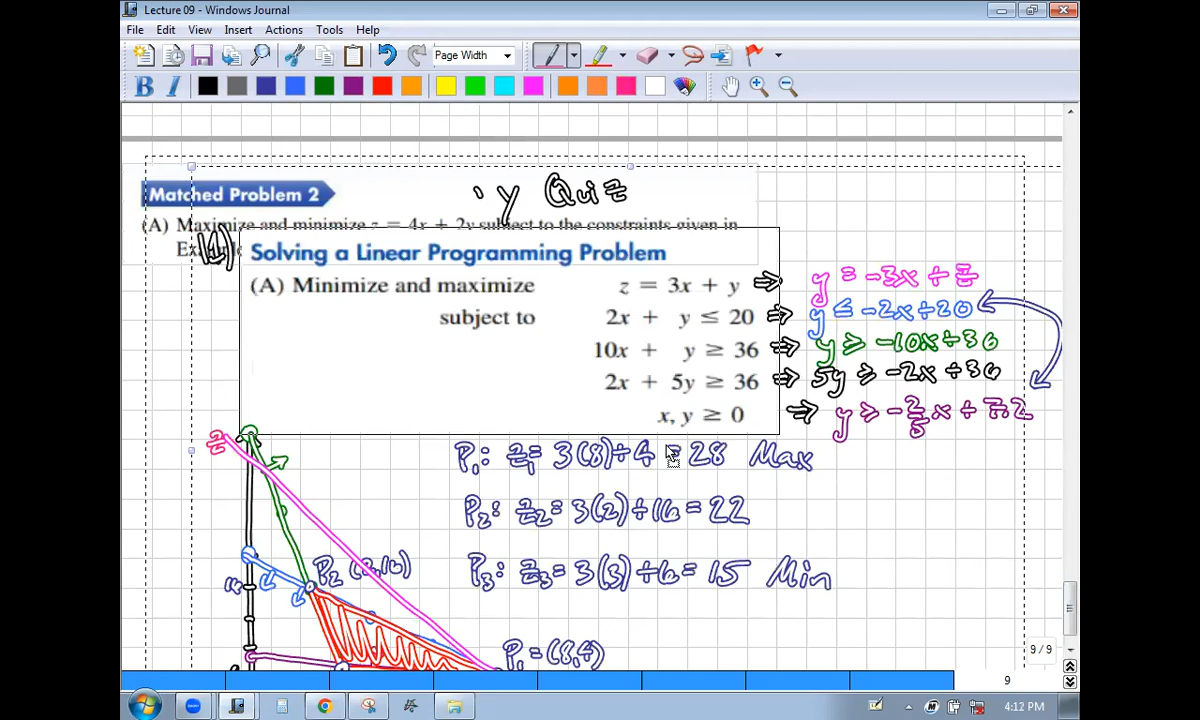 Lecture 09 - Windows Journal
File Edit View Insert Actions Tools Help
Page Width
B I
Matched Problem 2
y Quiz
(A) Maximize and minimize z = 4x + 2y subject to the constraints given in
Solving a Linear Programming Problem
(A) Minimize and maximize z = 3x + y ⇒ y = -3x + z
subject to 2x + y ≤ 20 ⇒ y ≤ -2x+20
10x + y ≥ 36 ⇒ y ≥ -10x+36
2x + 5y ≥ 36 ⇒ 5y ≥ -2x+36
x, y ≥ 0 ⇒ y ≥ -2/5x + 7.2
Z
P1: Z1 = 3(8)+4 = 28 Max
P2: Z2 = 3(2)+16 = 22
P2 (2,16)
P3: Z3 = 3(3)+6 = 15 Min
P1 = (8,4)
9 / 9
9
4:12 PM